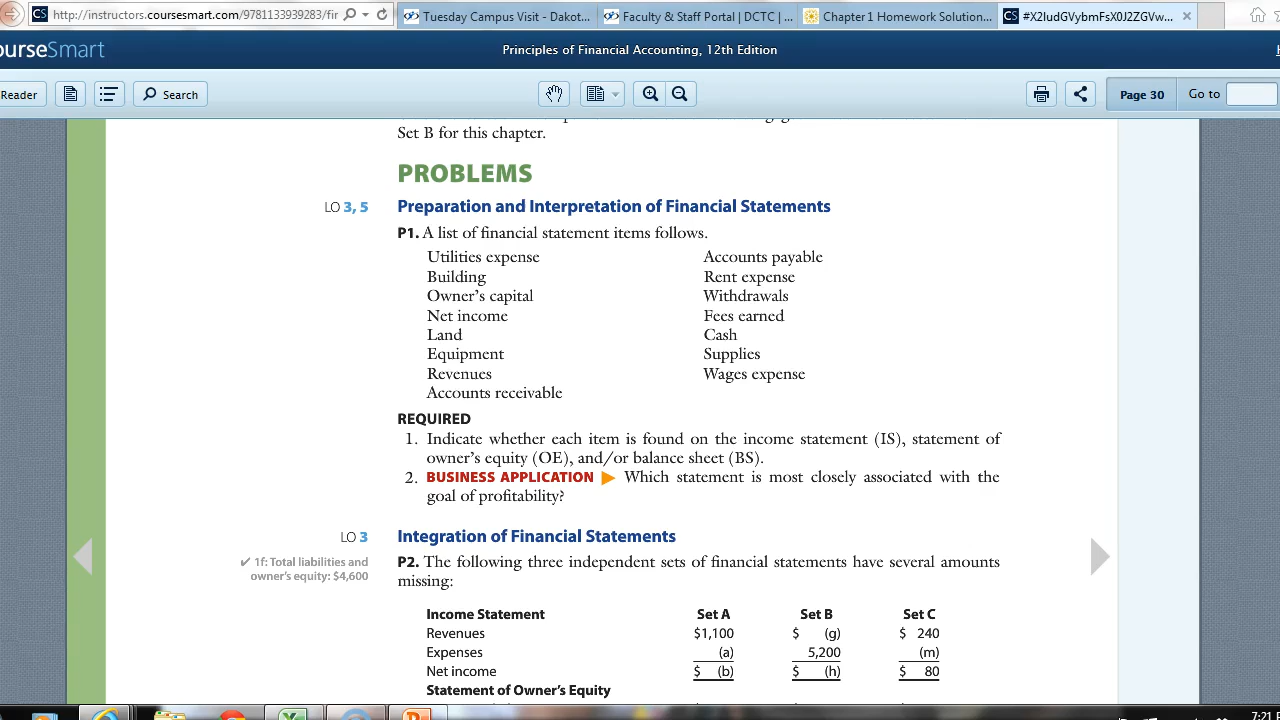 http://instructors.coursesmart.com/9781133939283/fir
Tuesday Campus Visit - Dakot...
Faculty & Staff Portal | DCTC | ...
Chapter 1 Homework Solution...
CS #X2ludGVybmFsX0J2ZGVw...
ourseSmart
Principles of Financial Accounting, 12th Edition
Reader
Search
Page 30
Go to
Set B for this chapter.
PROBLEMS
LO 3, 5 Preparation and Interpretation of Financial Statements
P1. A list of financial statement items follows.
Utilities expense Accounts payable
Building Rent expense
Owner's capital Withdrawals
Net income Fees earned
Land Cash
Equipment Supplies
Revenues Wages expense
Accounts receivable
REQUIRED
1. Indicate whether each item is found on the income statement (IS), statement of
owner's equity (OE), and/or balance sheet (BS).
2. BUSINESS APPLICATION ▶ Which statement is most closely associated with the
goal of profitability?
LO 3 Integration of Financial Statements
✔ 1f: Total liabilities and
owner's equity: $4,600
P2. The following three independent sets of financial statements have several amounts
missing:
Income Statement Set A Set B Set C
Revenues $1,100 $ (g) $ 240
Expenses (a) 5,200 (m)
Net income $ (b) $ (h) $ 80
Statement of Owner's Equity